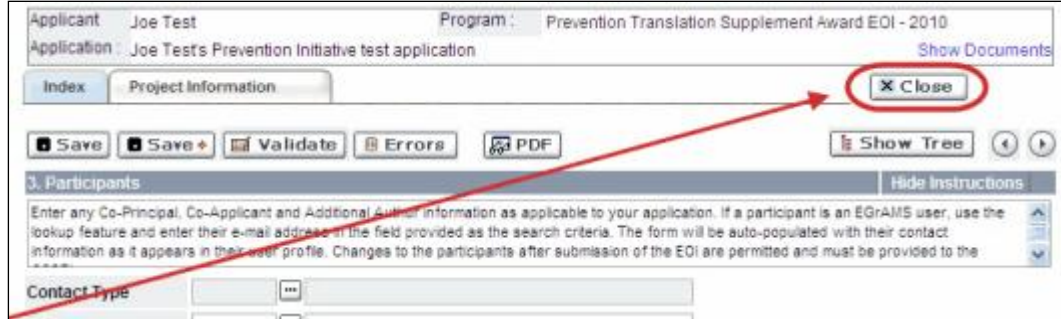 Applicant Joe Test Program : Prevention Translation Supplement Award EOI - 2010
Application : Joe Test's Prevention Initiative test application Show Documents
Index Project Information X Close
Save Save + Validate Errors PDF Show Tree
3. Participants Hide Instructions
Enter any Co-Principal, Co-Applicant and Additional Author information as applicable to your application. If a participant is an EGrAMS user, use the
lookup feature and enter their e-mail address in the field provided as the search criteria. The form will be auto-populated with their contact
information as it appears in their user profile. Changes to the participants after submission of the EOI are permitted and must be provided to the
Contact Type ...